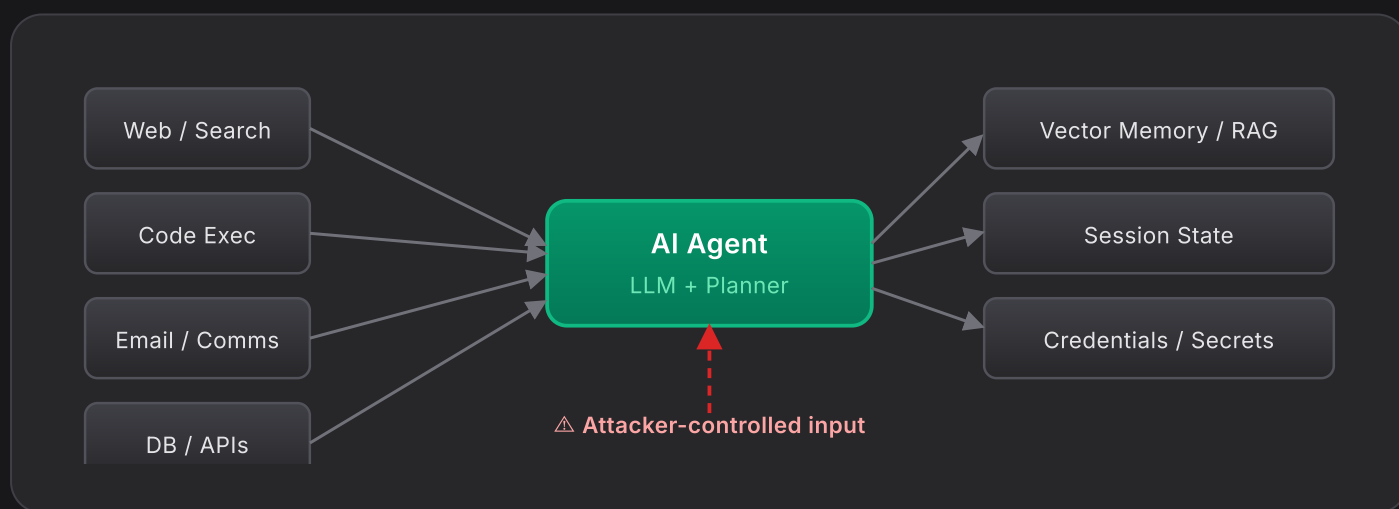 Web / Search
Code Exec
Email / Comms
DB / APIs
AI Agent
LLM + Planner
⚠ Attacker-controlled input
Vector Memory / RAG
Session State
Credentials / Secrets